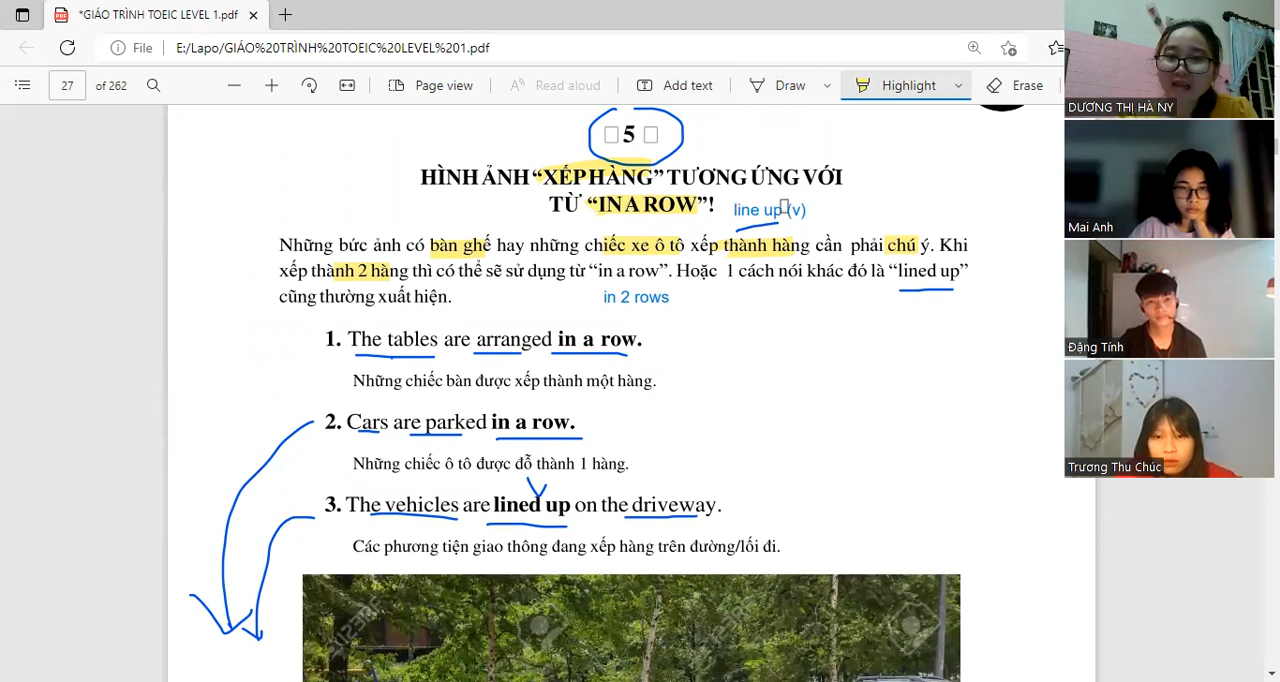 *GIÁO TRÌNH TOEIC LEVEL 1.pdf
File E:/Lapo/GIÁO%20TRÌNH%20TOEIC%20LEVEL%201.pdf
27 of 262 Page view Read aloud Add text Draw Highlight Erase
5
HÌNH ẢNH “XẾP HÀNG” TƯƠNG ỨNG VỚI
TỪ “IN A ROW”!
line up (v)
Những bức ảnh có bàn ghế hay những chiếc xe ô tô xếp thành hàng cần phải chú ý. Khi
xếp thành 2 hàng thì có thể sẽ sử dụng từ “in a row”. Hoặc 1 cách nói khác đó là “lined up”
cũng thường xuất hiện.
in 2 rows
1. The tables are arranged in a row.
Những chiếc bàn được xếp thành một hàng.
2. Cars are parked in a row.
Những chiếc ô tô được đỗ thành 1 hàng.
3. The vehicles are lined up on the driveway.
Các phương tiện giao thông đang xếp hàng trên đường/lối đi.
123RF
DƯƠNG THỊ HÀ NY
Mai Anh
Đặng Tính
Trương Thu Chúc